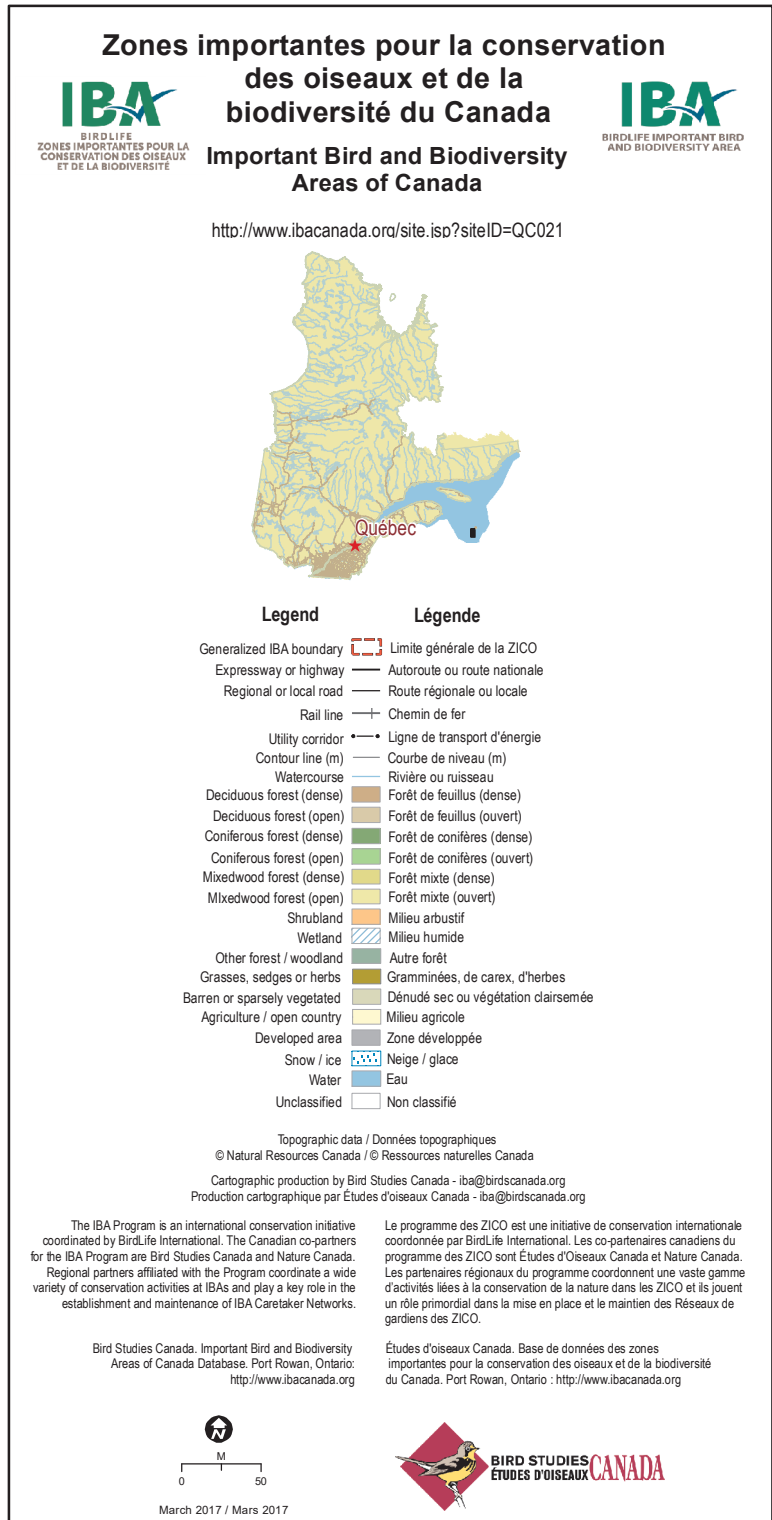 Zones importantes pour la conservation
des oiseaux et de la
biodiversité du Canada
IBA
BIRDLIFE
ZONES IMPORTANTES POUR LA
CONSERVATION DES OISEAUX
ET DE LA BIODIVERSITÉ
IBA
BIRDLIFE IMPORTANT BIRD
AND BIODIVERSITY AREA
Important Bird and Biodiversity
Areas of Canada
http://www.ibacanada.org/site.jsp?siteID=QC021
Québec
Legend Légende
Generalized IBA boundary Limite générale de la ZICO
Expressway or highway Autoroute ou route nationale
Regional or local road Route régionale ou locale
Rail line Chemin de fer
Utility corridor Ligne de transport d'énergie
Contour line (m) Courbe de niveau (m)
Watercourse Rivière ou ruisseau
Deciduous forest (dense) Forêt de feuillus (dense)
Deciduous forest (open) Forêt de feuillus (ouvert)
Coniferous forest (dense) Forêt de conifères (dense)
Coniferous forest (open) Forêt de conifères (ouvert)
Mixedwood forest (dense) Forêt mixte (dense)
MIxedwood forest (open) Forêt mixte (ouvert)
Shrubland Milieu arbustif
Wetland Milieu humide
Other forest / woodland Autre forêt
Grasses, sedges or herbs Gramminées, de carex, d'herbes
Barren or sparsely vegetated Dénudé sec ou végétation clairsemée
Agriculture / open country Milieu agricole
Developed area Zone développée
Snow / ice Neige / glace
Water Eau
Unclassified Non classifié
Topographic data / Données topographiques
© Natural Resources Canada / © Ressources naturelles Canada
Cartographic production by Bird Studies Canada - iba@birdscanada.org
Production cartographique par Études d'oiseaux Canada - iba@birdscanada.org
The IBA Program is an international conservation initiative
coordinated by BirdLife International. The Canadian co-partners
for the IBA Program are Bird Studies Canada and Nature Canada.
Regional partners affiliated with the Program coordinate a wide
variety of conservation activities at IBAs and play a key role in the
establishment and maintenance of IBA Caretaker Networks.
Le programme des ZICO est une initiative de conservation internationale
coordonnée par BirdLife International. Les co-partenaires canadiens du
programme des ZICO sont Études d'Oiseaux Canada et Nature Canada.
Les partenaires régionaux du programme coordonnent une vaste gamme
d'activités liées à la conservation de la nature dans les ZICO et ils jouent
un rôle primordial dans la mise en place et le maintien des Réseaux de
gardiens des ZICO.
Bird Studies Canada. Important Bird and Biodiversity
Areas of Canada Database. Port Rowan, Ontario:
http://www.ibacanada.org
Études d'oiseaux Canada. Base de données des zones
importantes pour la conservation des oiseaux et de la biodiversité
du Canada. Port Rowan, Ontario : http://www.ibacanada.org
N
M
0 50
March 2017 / Mars 2017
BIRD STUDIES
ÉTUDES D'OISEAUX CANADA